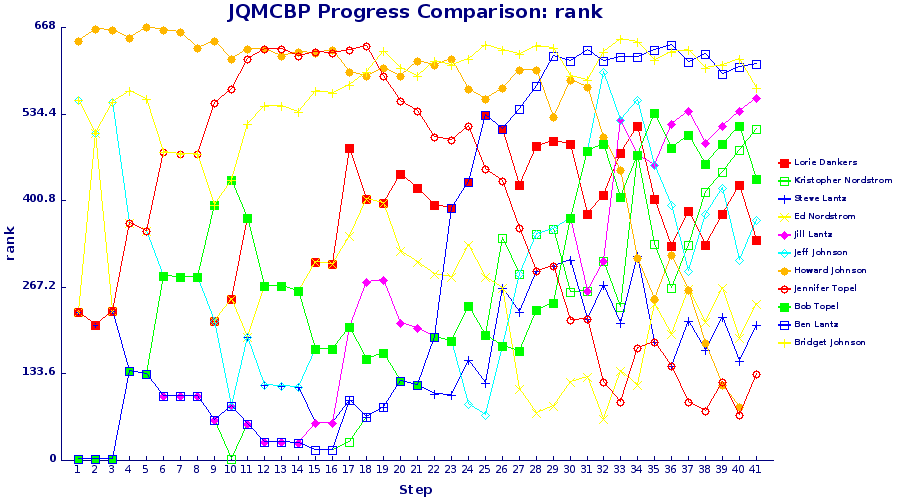 JQMCBP Progress Comparison: rank
668
534.4
400.8
267.2
133.6
0
rank
1 2 3 4 5 6 7 8 9 10 11 12 13 14 15 16 17 18 19 20 21 22 23 24 25 26 27 28 29 30 31 32 33 34 35 36 37 38 39 40 41
Step
Lorie Dankers
Kristopher Nordstrom
Steve Lantz
Ed Nordstrom
Jill Lantz
Jeff Johnson
Howard Johnson
Jennifer Topel
Bob Topel
Ben Lantz
Bridget Johnson